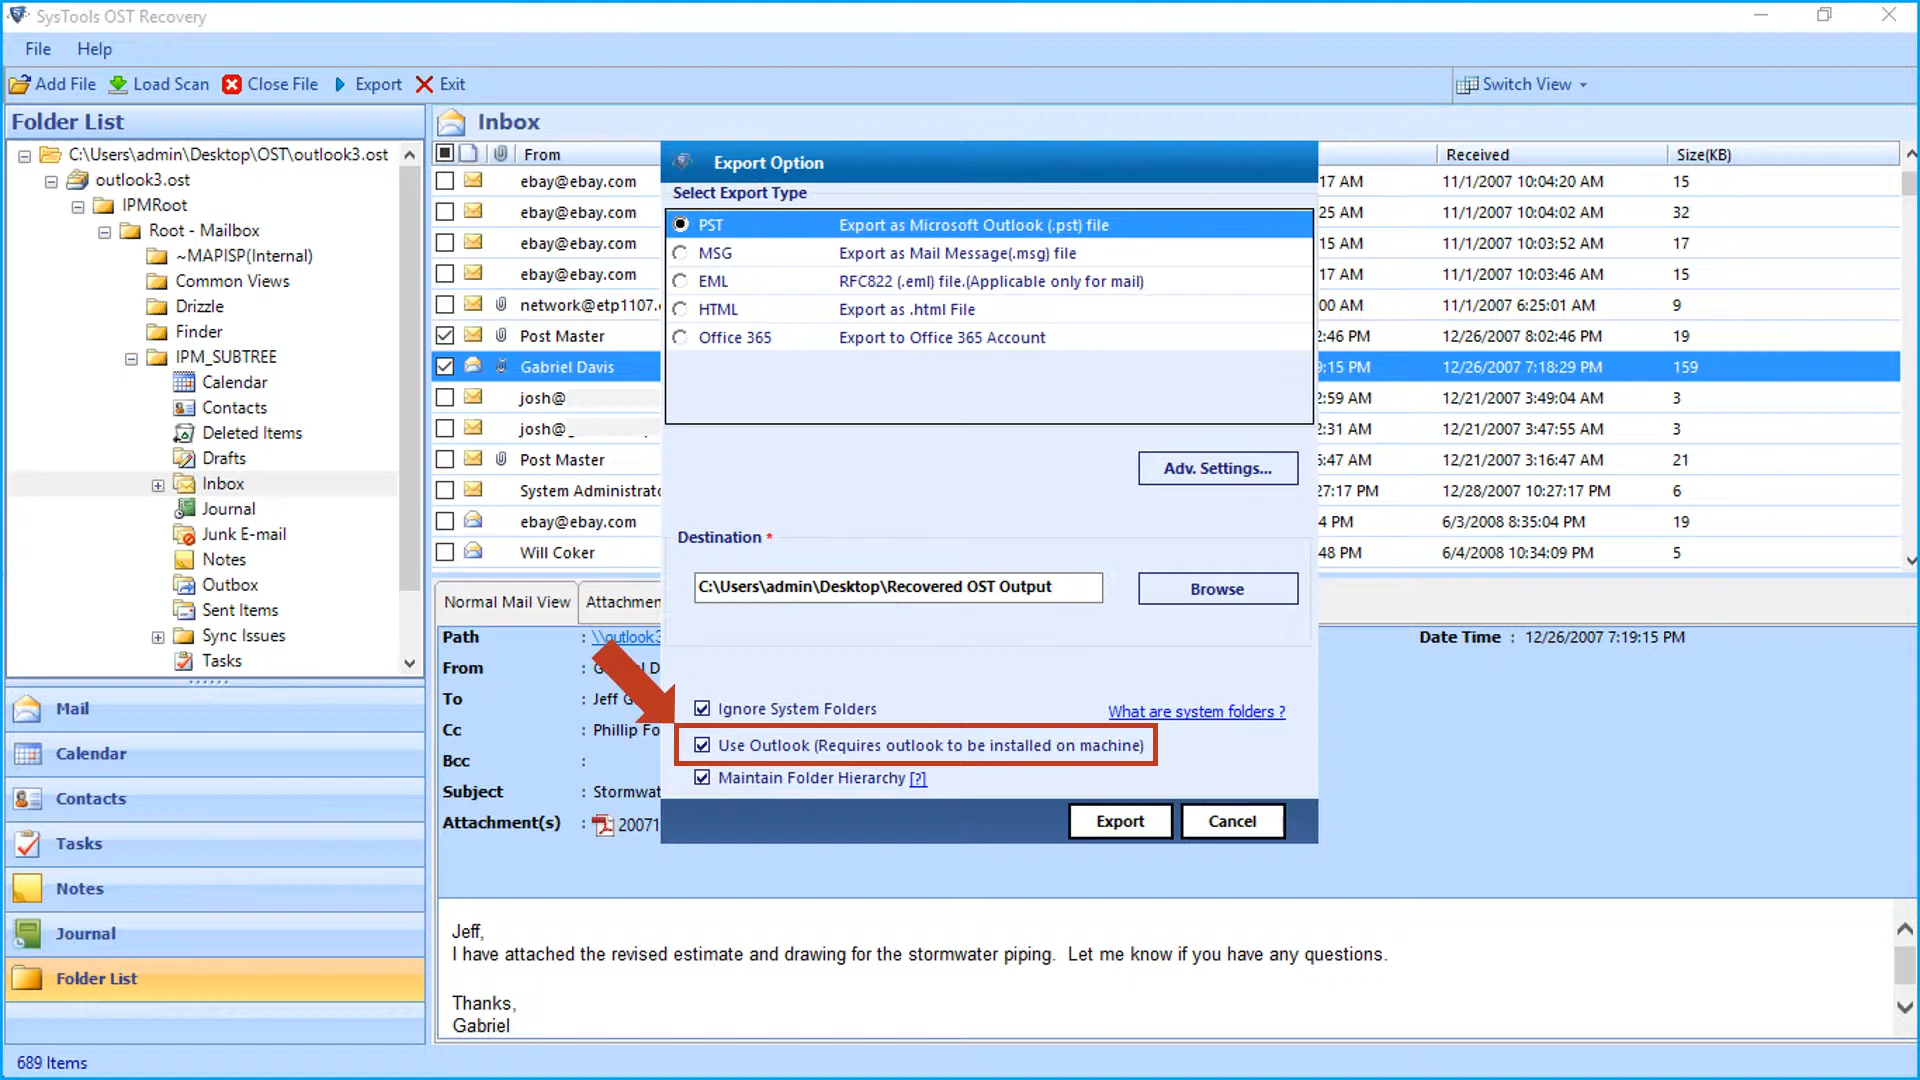 SysTools OST Recovery
File Help
Add File Load Scan Close File Export Exit Switch View
Folder List
C:\Users\admin\Desktop\OST\outlook3.ost
outlook3.ost
IPMRoot
Root - Mailbox
~MAPISP(Internal)
Common Views
Drizzle
Finder
IPM_SUBTREE
Calendar
Contacts
Deleted Items
Drafts
Inbox
Journal
Junk E-mail
Notes
Outbox
Sent Items
Sync Issues
Tasks
Mail
Calendar
Contacts
Tasks
Notes
Journal
Folder List
689 Items
Inbox
From Received Size(KB)
ebay@ebay.com 17 AM 11/1/2007 10:04:20 AM 15
ebay@ebay.com 25 AM 11/1/2007 10:04:02 AM 32
ebay@ebay.com 15 AM 11/1/2007 10:03:52 AM 17
ebay@ebay.com 17 AM 11/1/2007 10:03:46 AM 15
network@etp1107. 00 AM 11/1/2007 6:25:01 AM 9
Post Master 2:46 PM 12/26/2007 8:02:46 PM 19
Gabriel Davis 9:15 PM 12/26/2007 7:18:29 PM 159
josh@ 2:59 AM 12/21/2007 3:49:04 AM 3
josh@ 2:31 AM 12/21/2007 3:47:55 AM 3
Post Master 5:47 AM 12/21/2007 3:16:47 AM 21
System Administrato 27:17 PM 12/28/2007 10:27:17 PM 6
ebay@ebay.com 4 PM 6/3/2008 8:35:04 PM 19
Will Coker 48 PM 6/4/2008 10:34:09 PM 5
Export Option
Select Export Type
PST Export as Microsoft Outlook (.pst) file
MSG Export as Mail Message(.msg) file
EML RFC822 (.eml) file.(Applicable only for mail)
HTML Export as .html File
Office 365 Export to Office 365 Account
Adv. Settings...
Destination *
C:\Users\admin\Desktop\Recovered OST Output Browse
Ignore System Folders What are system folders ?
Use Outlook (Requires outlook to be installed on machine)
Maintain Folder Hierarchy [?]
Export Cancel
Normal Mail View Attachmen
Path : \\outlook3 Date Time : 12/26/2007 7:19:15 PM
From :
To : Jeff G
Cc : Phillip Fo
Bcc :
Subject : Stormwat
Attachment(s) : 20071
Jeff,
I have attached the revised estimate and drawing for the stormwater piping. Let me know if you have any questions.
Thanks,
Gabriel